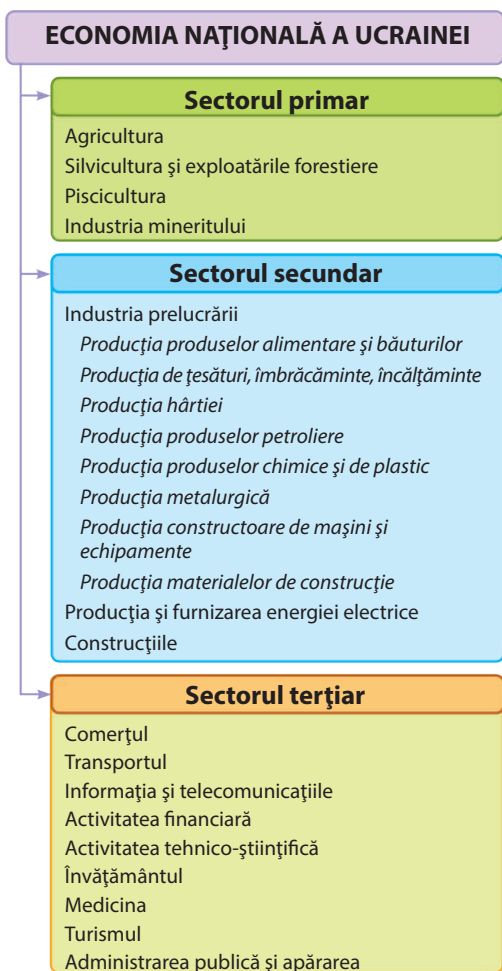 ECONOMIA NAŢIONALĂ A UCRAINEI
Sectorul primar
Agricultura
Silvicultura şi exploatările forestiere
Piscicultura
Industria mineritului
Sectorul secundar
Industria prelucrării
Producţia produselor alimentare şi băuturilor
Producţia de ţesături, îmbrăcăminte, încălţăminte
Producţia hârtiei
Producţia produselor petroliere
Producţia produselor chimice şi de plastic
Producţia metalurgică
Producţia constructoare de maşini şi
echipamente
Producţia materialelor de construcţie
Producţia şi furnizarea energiei electrice
Construcţiile
Sectorul terţiar
Comerţul
Transportul
Informaţia şi telecomunicaţiile
Activitatea financiară
Activitatea tehnico-ştiinţifică
Învăţământul
Medicina
Turismul
Administrarea publică şi apărarea